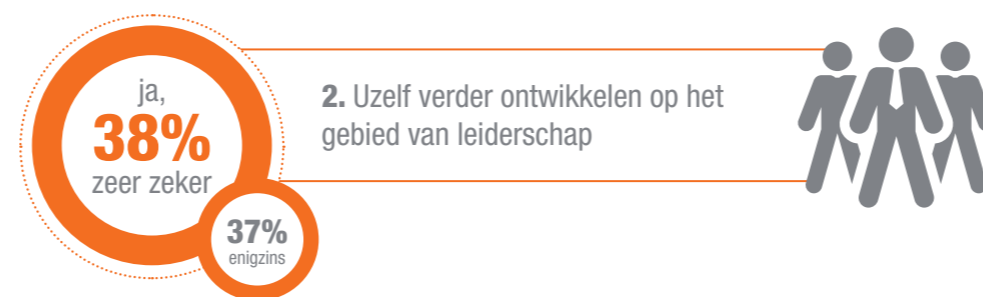 ja,
38%
zeer zeker
37%
enigzins
2. Uzelf verder ontwikkelen op het
gebied van leiderschap